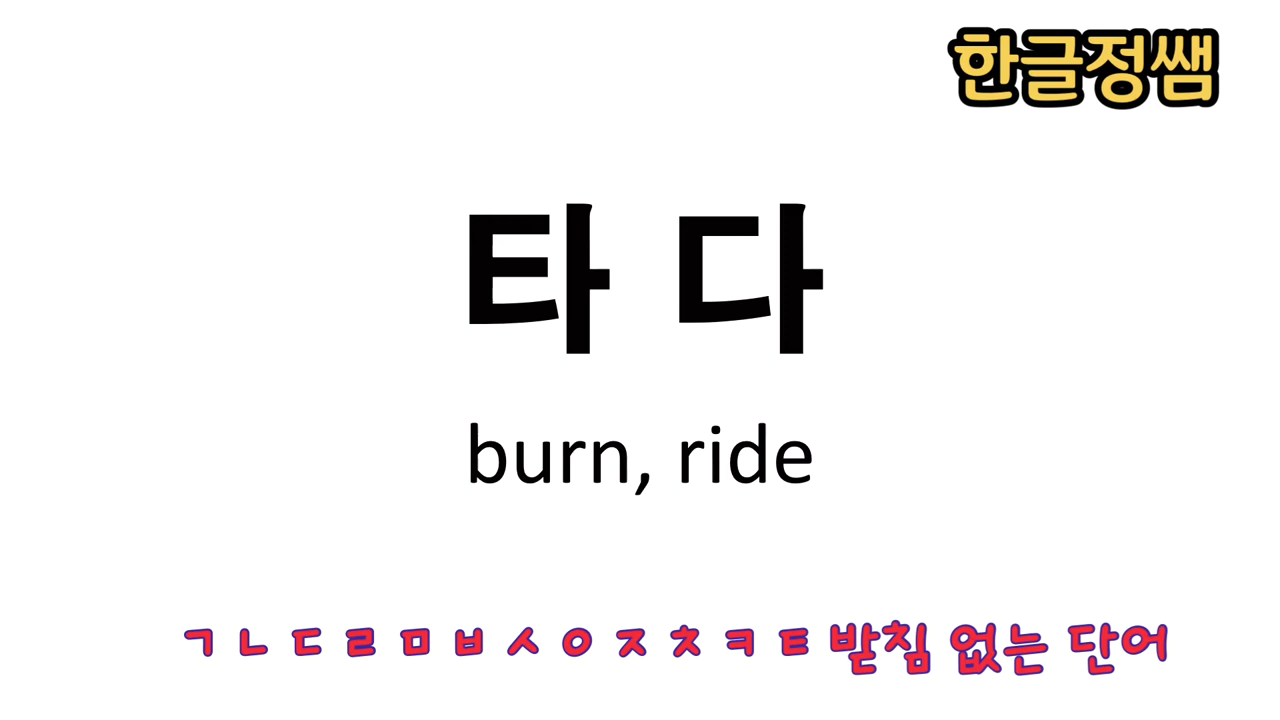 한글정쌤
타 다
burn, ride
ㄱ ㄴ ㄷ ㄹ ㅁ ㅂ ㅅ ㅇ ㅈ ㅊ ㅋ ㅌ 받침 없는 단어